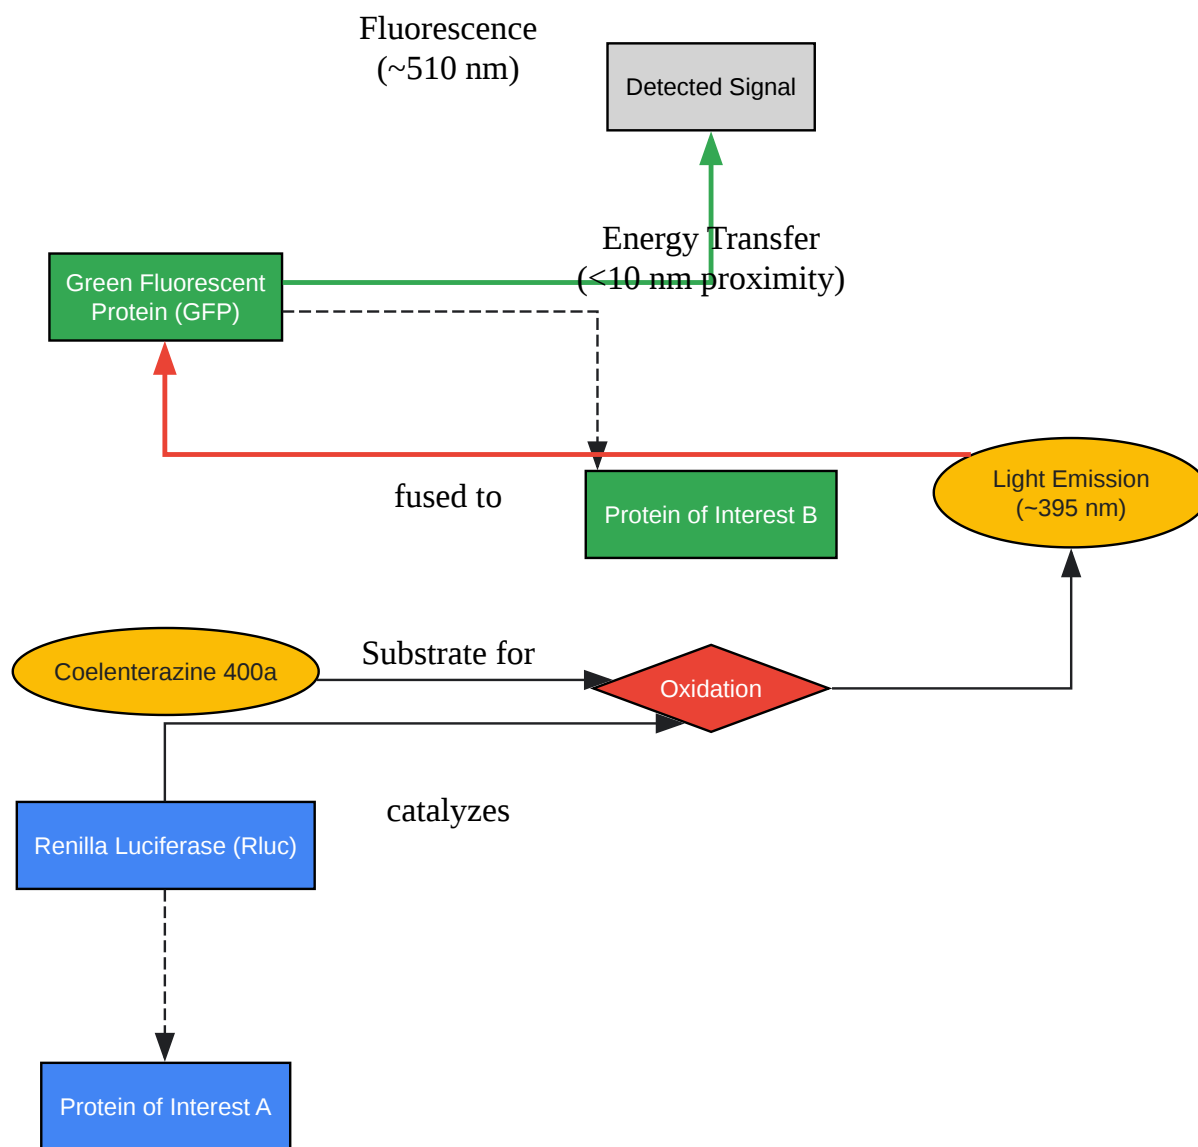 Fluorescence
(~510 nm)
Detected Signal
Energy Transfer
(<10 nm proximity)
Green Fluorescent
Protein (GFP)
Light Emission
(~395 nm)
fused to
Protein of Interest B
Substrate for
Coelenterazine 400a
Oxidation
catalyzes
Renilla Luciferase (Rluc)
Protein of Interest A